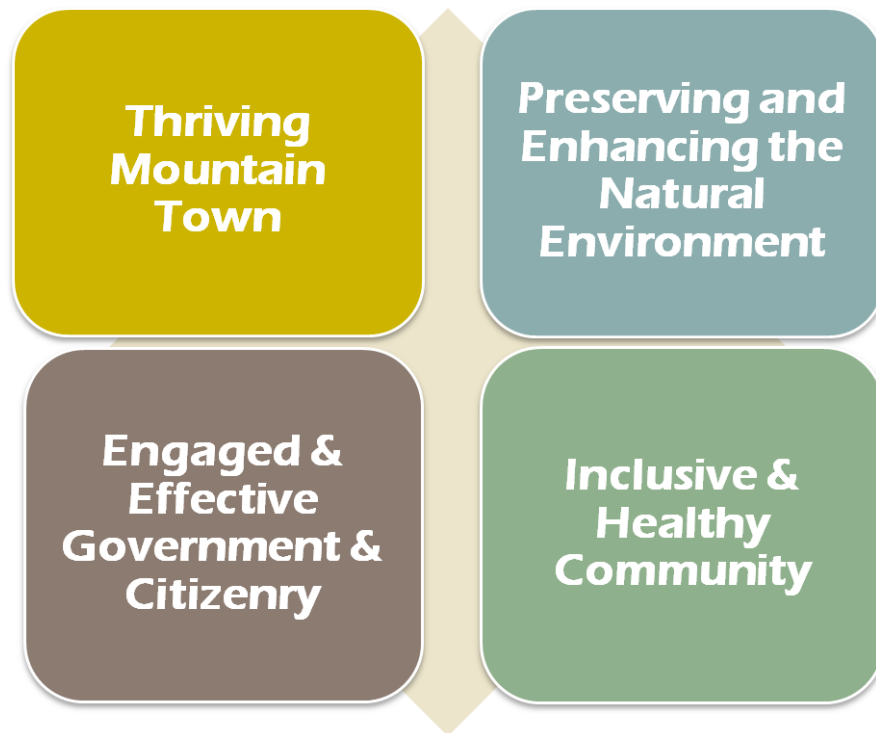 Thriving
Mountain
Town
Preserving and
Enhancing the
Natural
Environment
Engaged &
Effective
Government &
Citizenry
Inclusive &
Healthy
Community